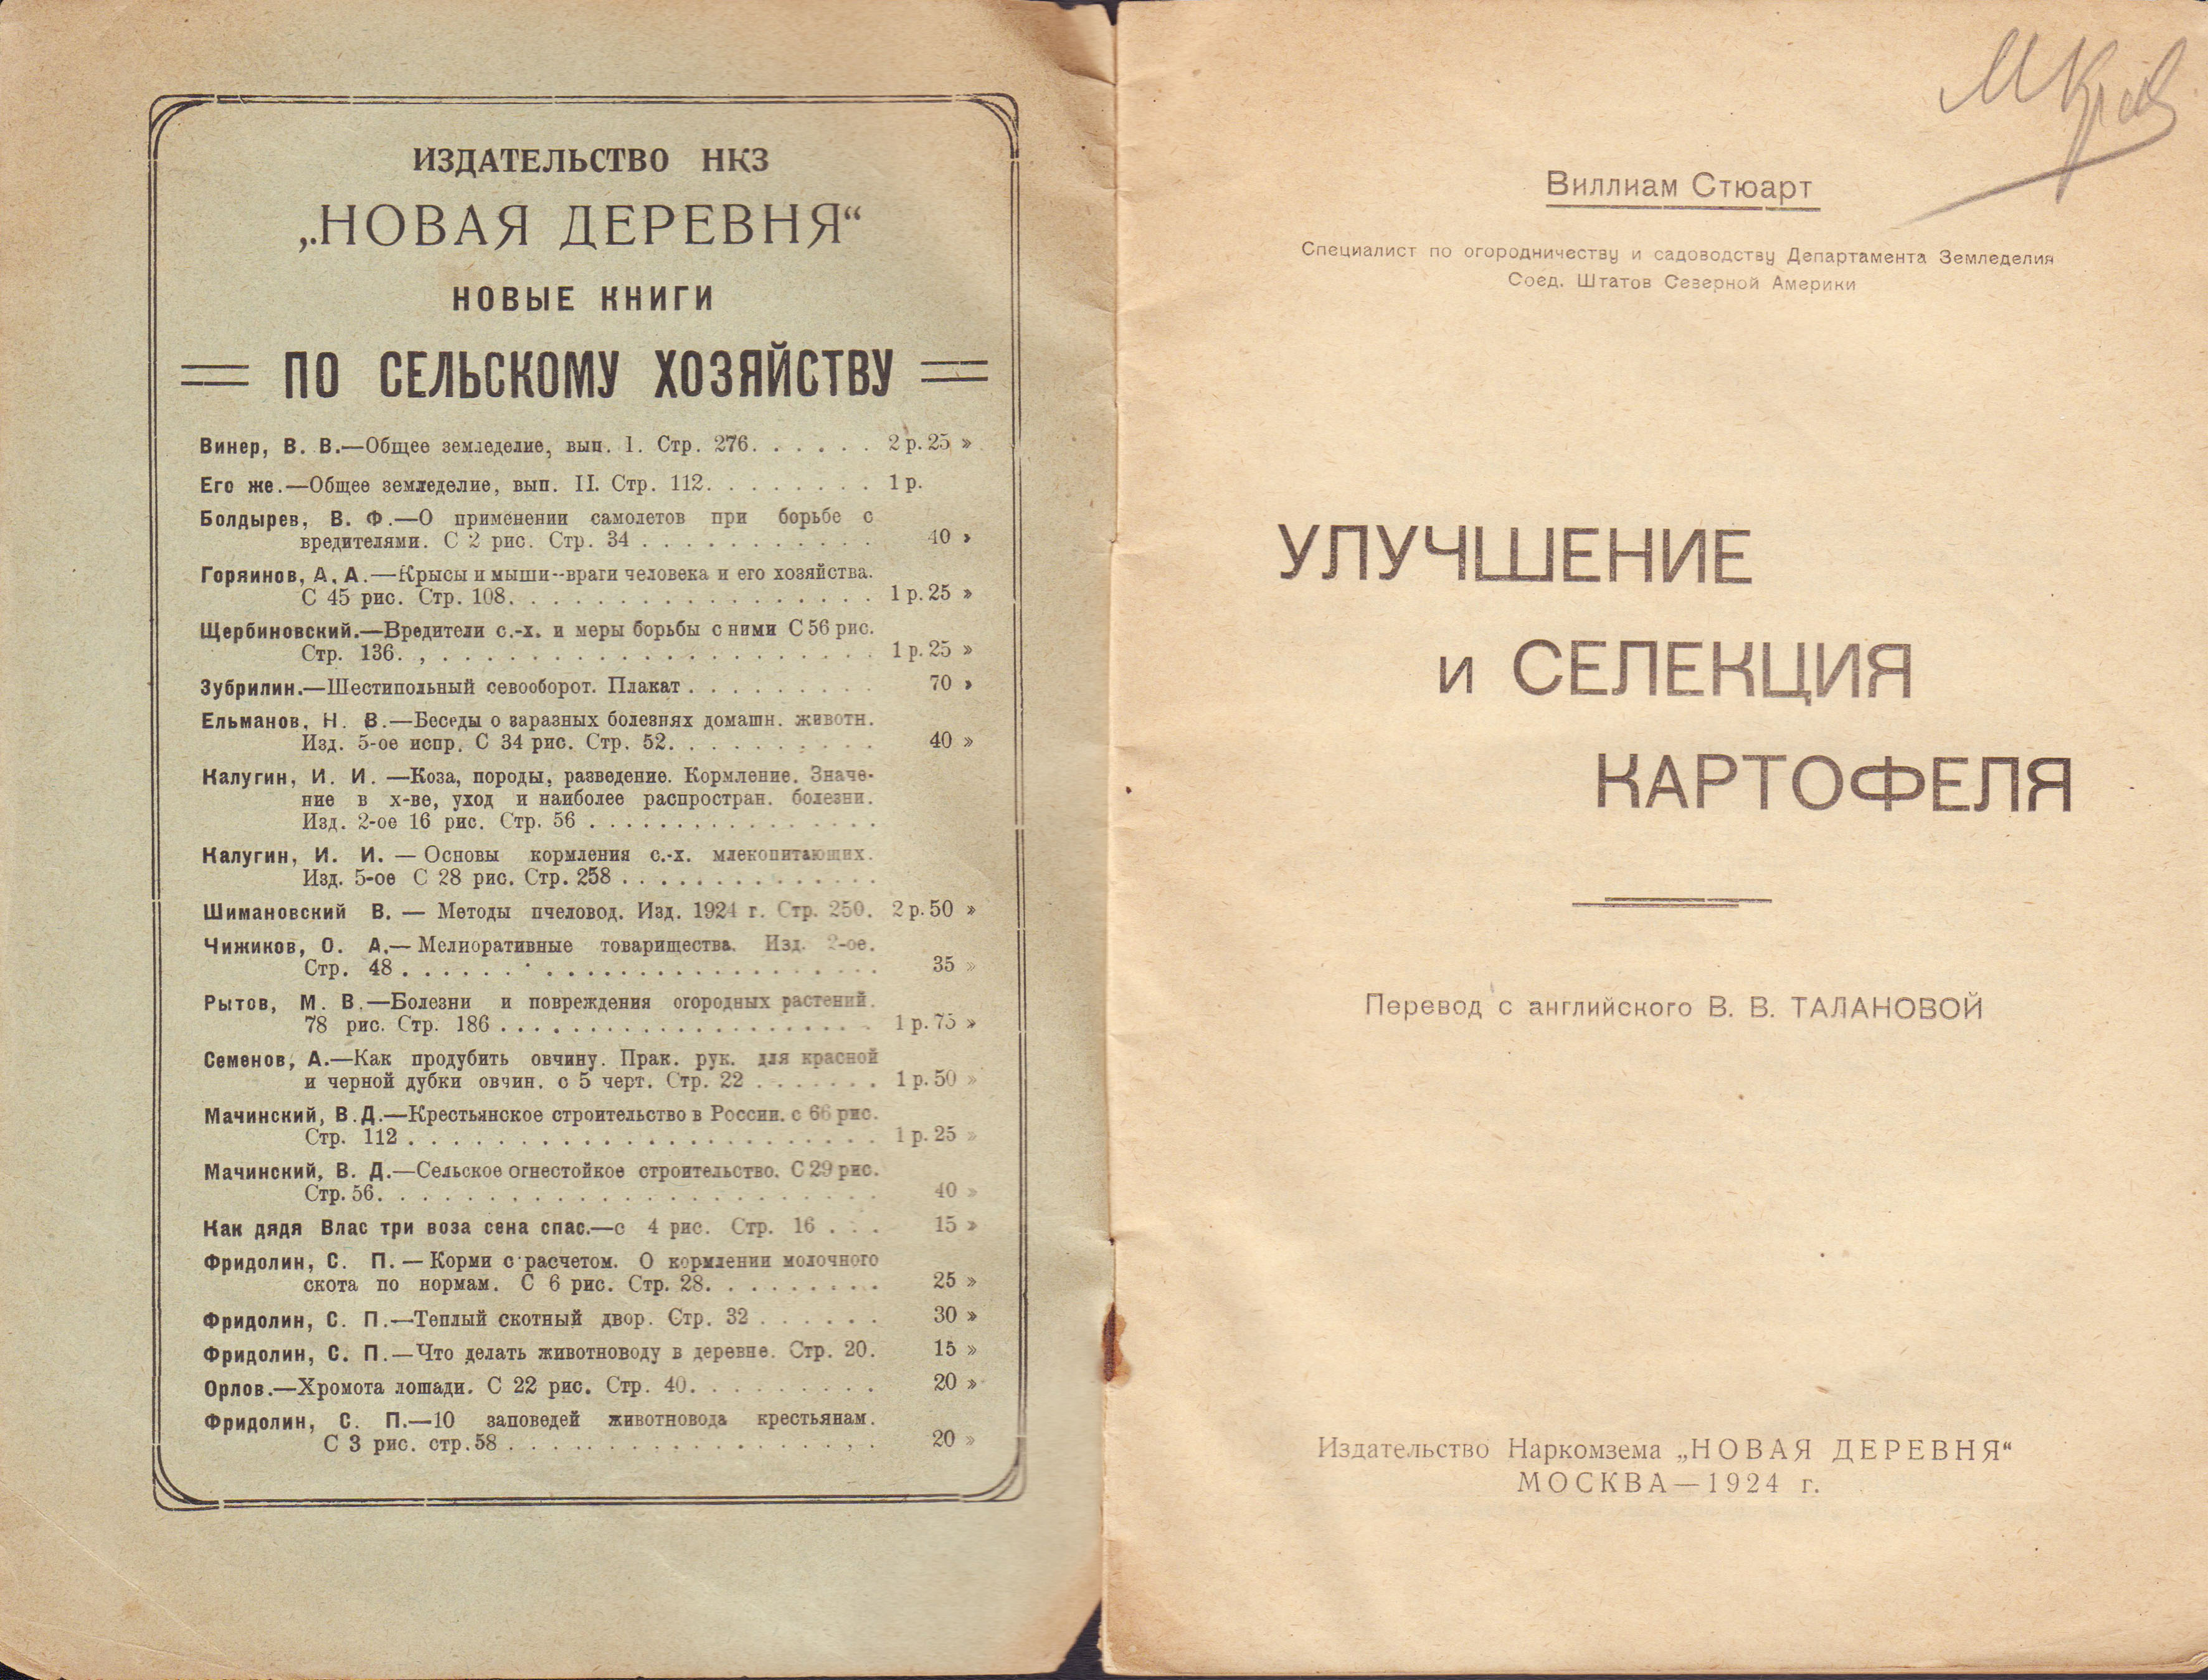 ИЗДАТЕЛЬСТВО НКЗ
„НОВАЯ ДЕРЕВНЯ“
НОВЫЕ КНИГИ
ПО СЕЛЬСКОМУ ХОЗЯЙСТВУ
Винер, В. В.—Общее земледелие, вып. I. Стр. 276. . . . . . 2 р. 25 »
Его же.—Общее земледелие, вып. II. Стр. 112. . . . . . . . 1 р.
Болдырев, В. Ф.—О применении самолетов при борьбе с
вредителями. С 2 рис. Стр. 34 . . . . . . . . . . . 40 »
Горяинов, А. А.—Крысы и мыши--враги человека и его хозяйства.
С 45 рис. Стр. 108. . . . . . . . . . . . . . . . . 1 р. 25 »
Щербиновский.—Вредители с.-х. и меры борьбы с ними С 56 рис.
Стр. 136. , . . . . . . . . . . . . . . . . . . . . 1 р. 25 »
Зубрилин.—Шестипольный севооборот. Плакат . . . . . . . . . 70 »
Ельманов, Н. В.—Беседы о заразных болезнях домашн. животн.
Изд. 5-ое испр. С 34 рис. Стр. 52. . . . . . . . . . 40 »
Калугин, И. И. —Коза, породы, разведение. Кормление. Значе-
ние в х-ве, уход и наиболее распростран. болезни.
Изд. 2-ое 16 рис. Стр. 56 . . . . . . . . . . . . . . .
Калугин, И. И. — Основы кормления с.-х. млекопитающих.
Изд. 5-ое С 28 рис. Стр. 258 . . . . . . . . . . . . .
Шимановский В. — Методы пчеловод. Изд. 1924 г. Стр. 250. 2 р. 50 »
Чижиков, О. А.— Мелиоративные товарищества. Изд. 2-ое.
Стр. 48 . . . . . . . . . . . . . . . . . . . . . . . 35 »
Рытов, М. В.—Болезни и повреждения огородных растений.
78 рис. Стр. 186 . . . . . . . . . . . . . . . . . . . 1 р. 75 »
Семенов, А.—Как продубить овчину. Прак. рук. для красной
и черной дубки овчин. с 5 черт. Стр. 22 . . . . . . . 1 р. 50 »
Мачинский, В. Д.—Крестьянское строительство в России. с 66 рис.
Стр. 112 . . . . . . . . . . . . . . . . . . . . . . 1 р. 25 »
Мачинский, В. Д.—Сельское огнестойкое строительство. С 29 рис.
Стр. 56. . . . . . . . . . . . . . . . . . . . . . . 40 »
Как дядя Влас три воза сена спас.—с 4 рис. Стр. 16 . . . 15 »
Фридолин, С. П. — Корми с расчетом. О кормлении молочного
скота по нормам. С 6 рис. Стр. 28. . . . . . . . . 25 »
Фридолин, С. П.—Теплый скотный двор. Стр. 32 . . . . . . 30 »
Фридолин, С. П.—Что делать животноводу в деревне. Стр. 20. 15 »
Орлов.—Хромота лошади. С 22 рис. Стр. 40. . . . . . . . . 20 »
Фридолин, С. П.—10 заповедей животновода крестьянам.
С 3 рис. стр. 58 . . . . . . . . . . . . . . . . . 20 »
Виллиам Стюарт
Специалист по огородничеству и садоводству Департамента Земледелия
Соед. Штатов Северной Америки
УЛУЧШЕНИЕ
и СЕЛЕКЦИЯ
КАРТОФЕЛЯ
Перевод с английского В. В. ТАЛАНОВОЙ
Издательство Наркомзема „НОВАЯ ДЕРЕВНЯ“
МОСКВА—1924 г.